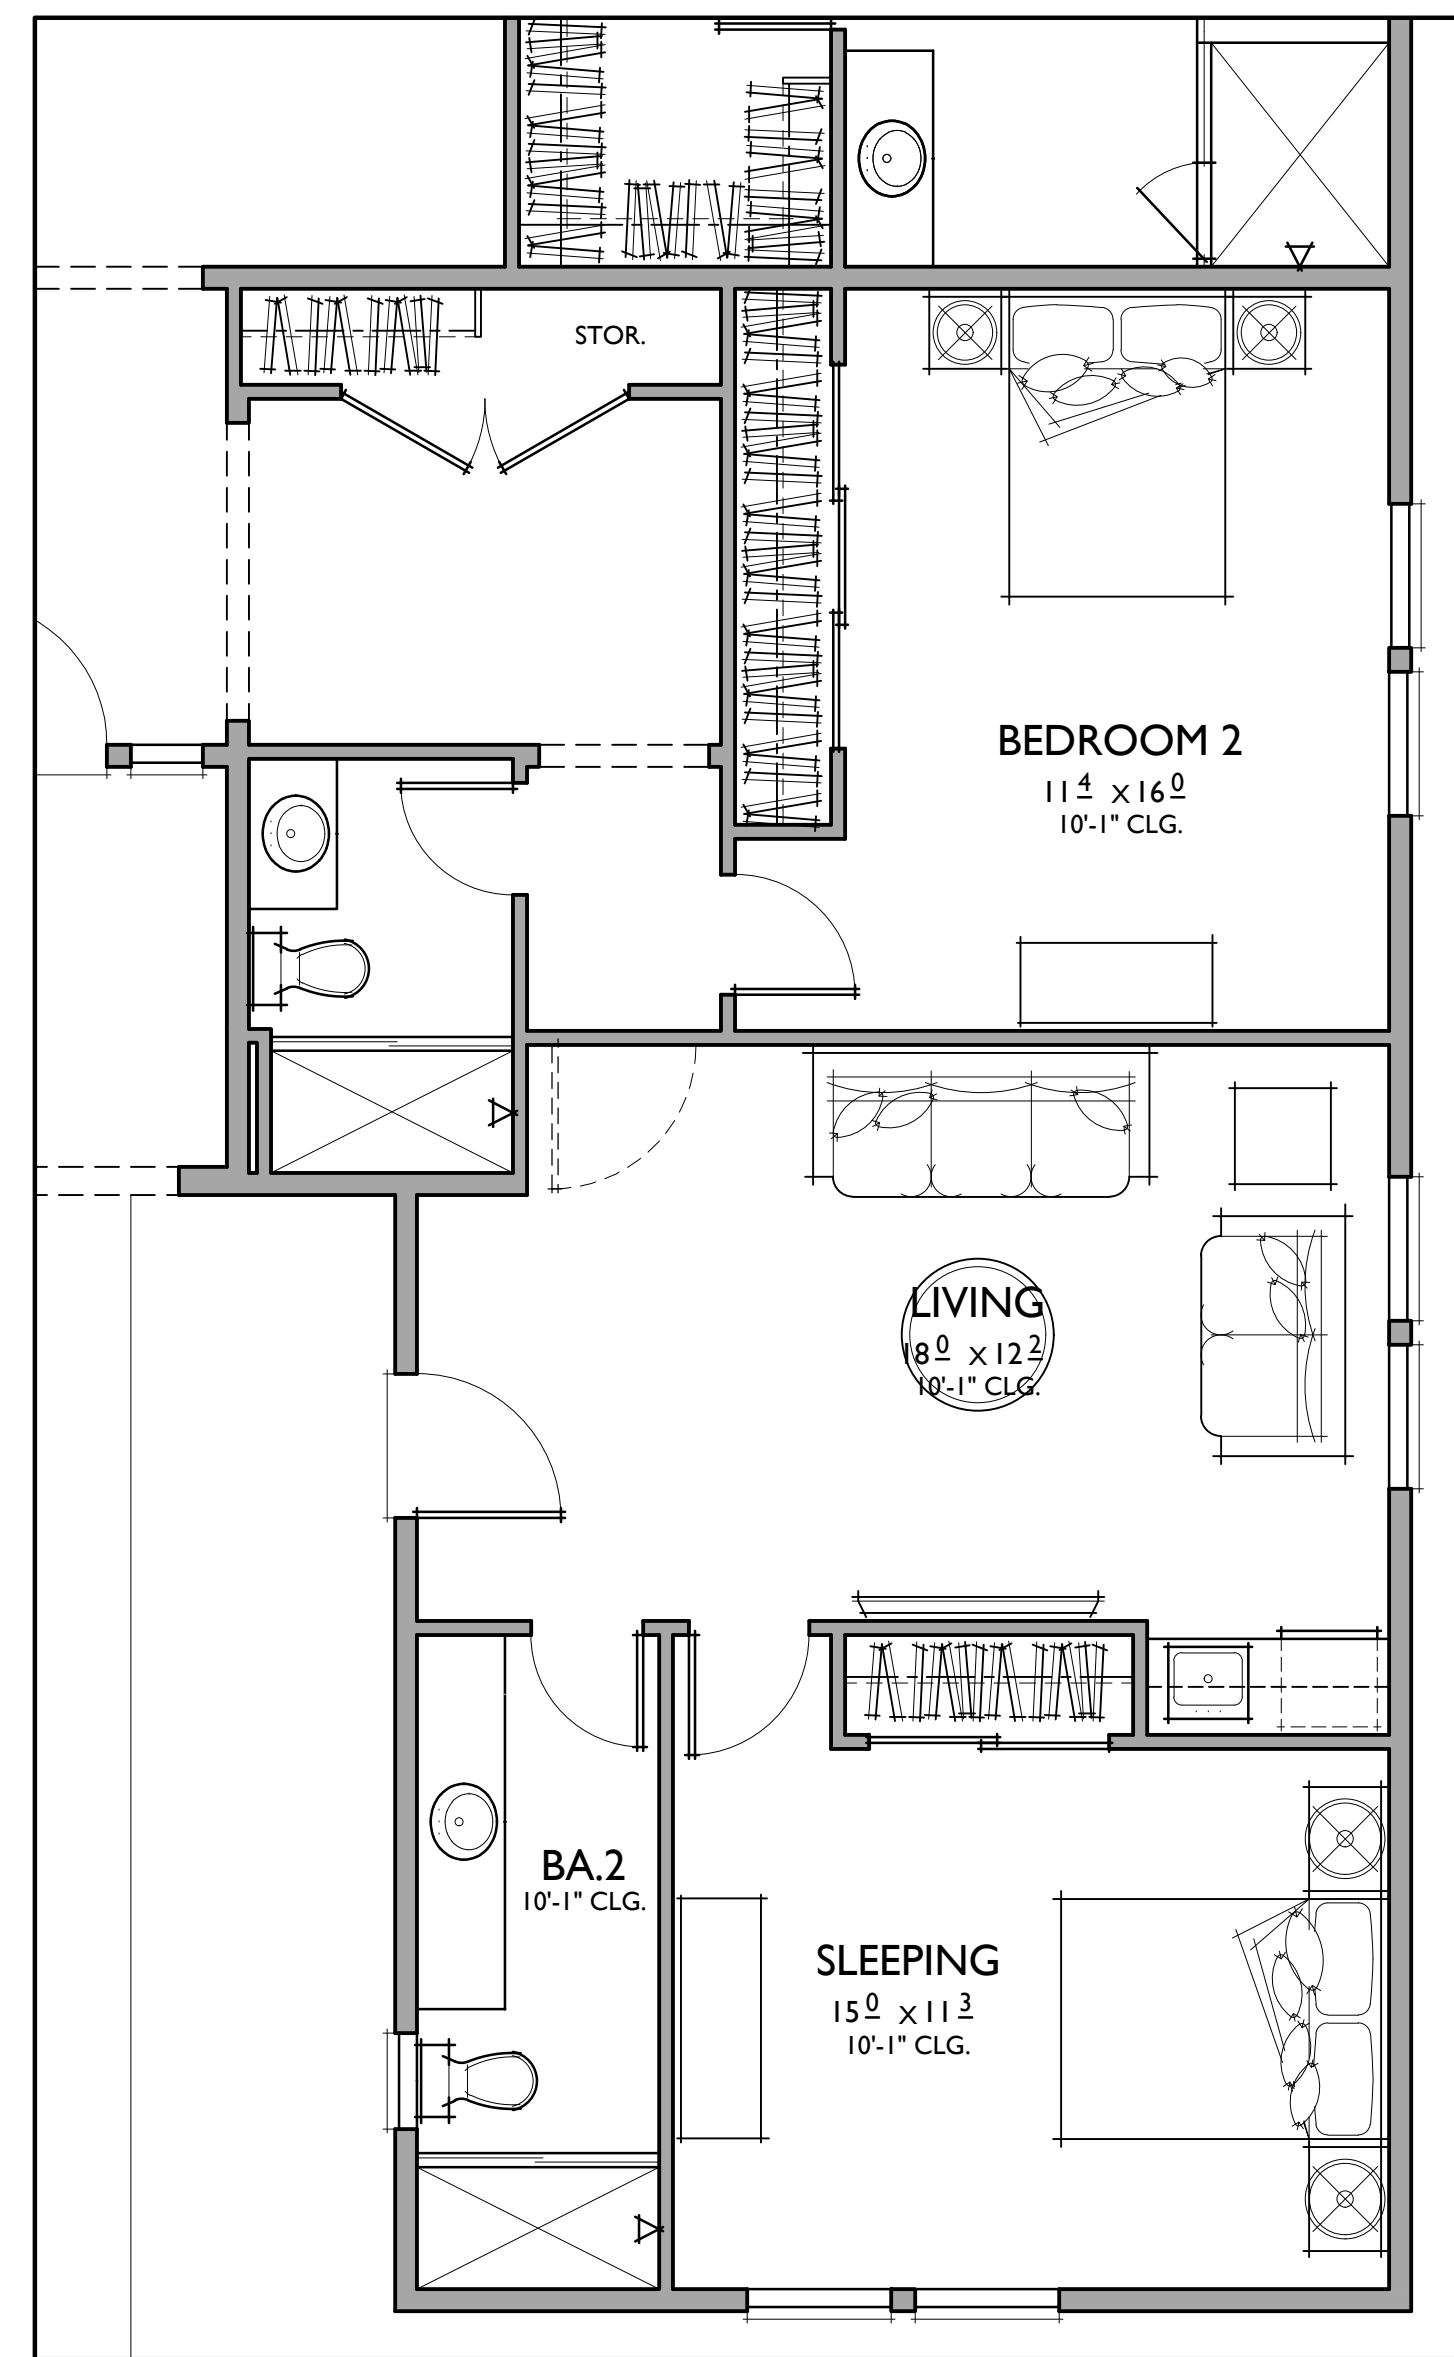 STOR.
BEDROOM 2
11 4 x 16 0
10'-1" CLG.
LIVING
18 0 x 12 2
10'-1" CLG.
BA.2
10'-1" CLG.
SLEEPING
15 0 x 11 3
10'-1" CLG.